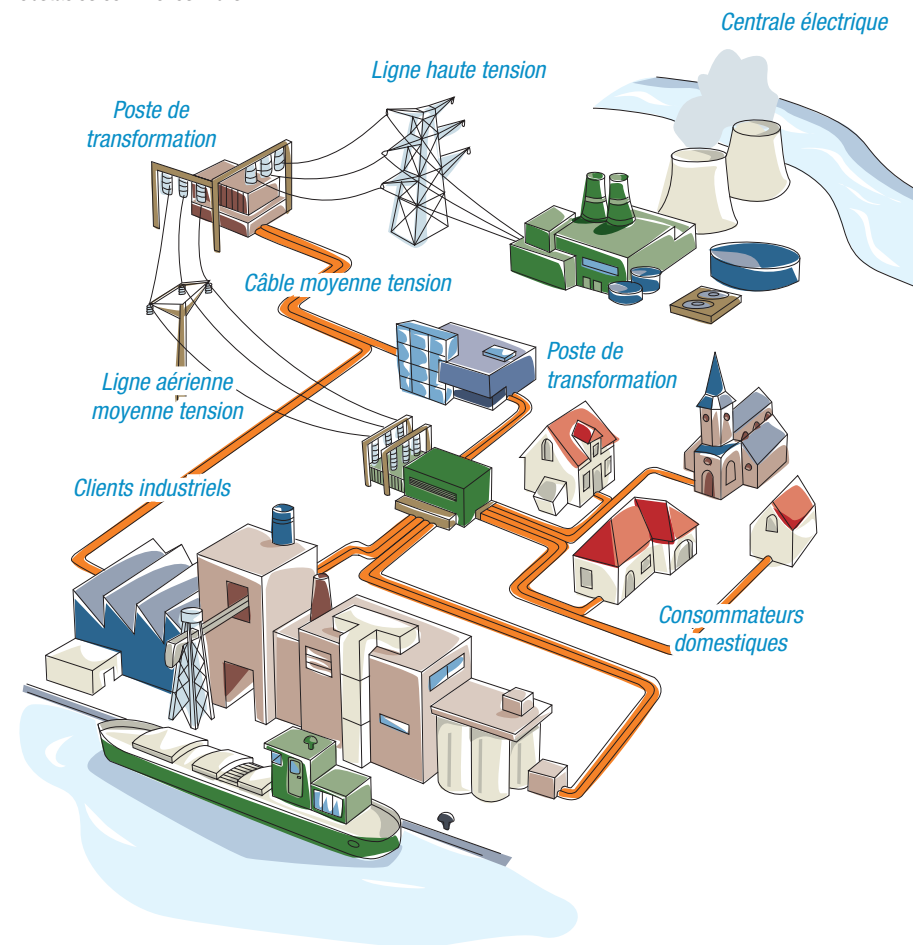 Centrale électrique
Ligne haute tension
Poste de
transformation
Câble moyenne tension
Poste de
transformation
Ligne aérienne
moyenne tension
Clients industriels
Consommateurs
domestiques